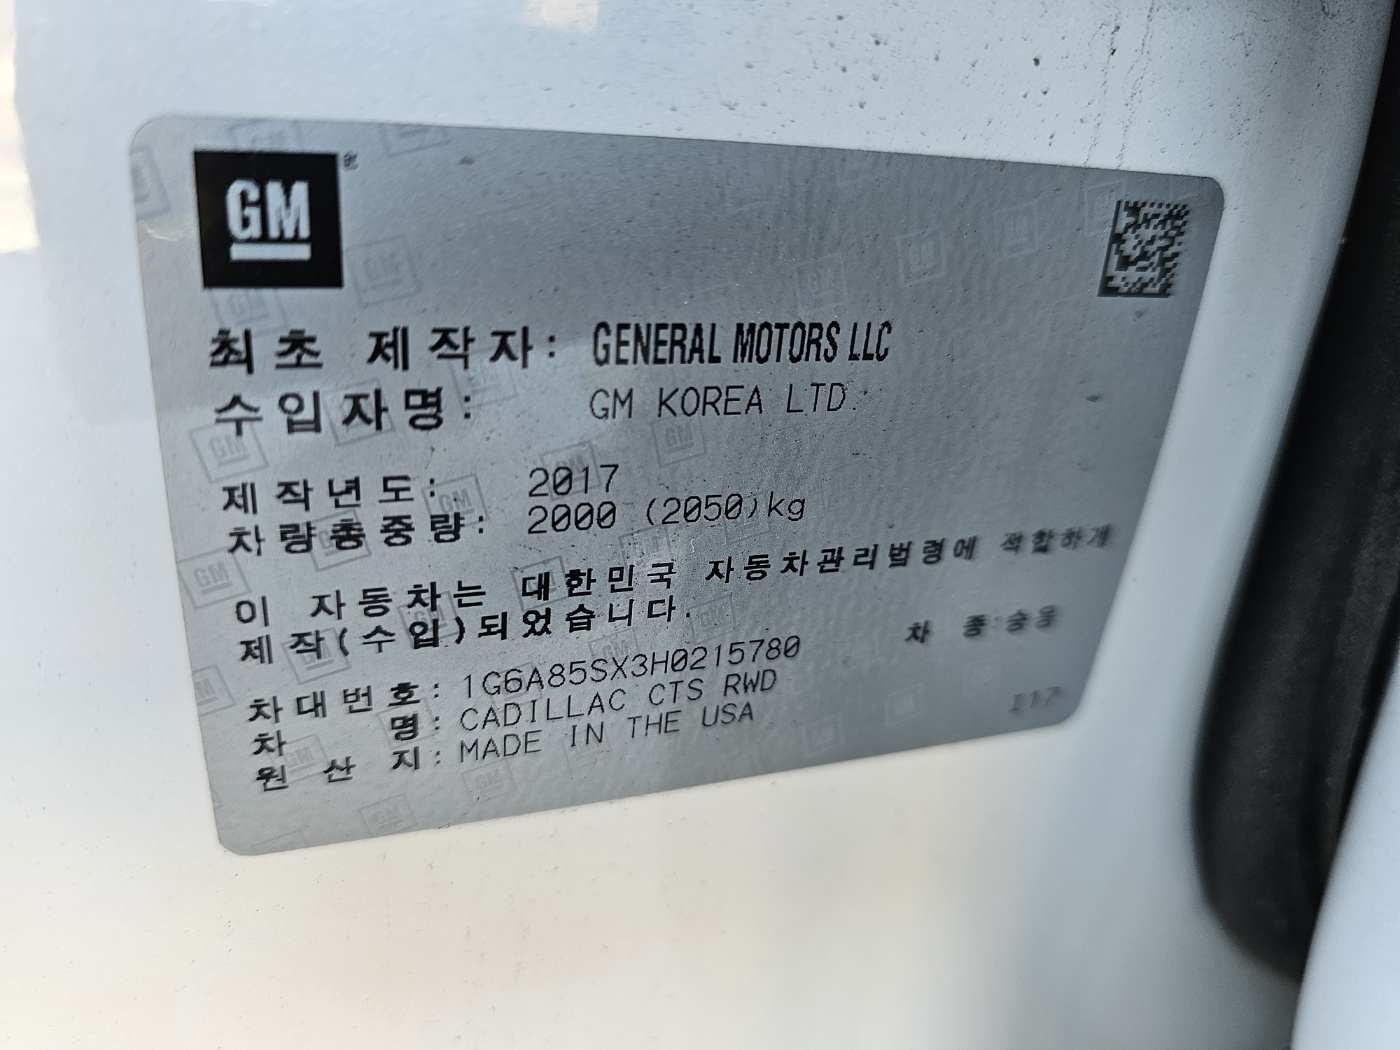 GM
최초 제작자: GENERAL MOTORS LLC
수입자명: GM KOREA LTD.
제작년도: 2017
차량총중량: 2000 (2050)kg
이 자동차는 대한민국 자동차관리법령에 적합하게
제작(수입)되었습니다.
차 종:승용
차대번호: 1G6A85SX3H0215780
차 명: CADILLAC CTS RWD
원 산 지: MADE IN THE USA
I17